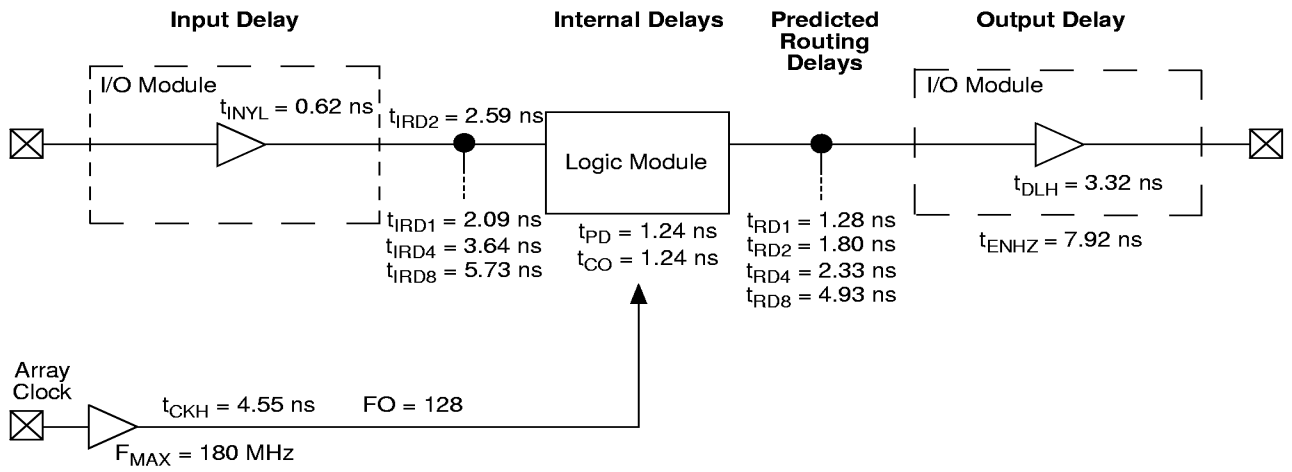 Input Delay
Internal Delays
Predicted
Routing
Delays
Output Delay
I/O Module
tINYL = 0.62 ns
tIRD2 = 2.59 ns
Logic Module
I/O Module
tDLH = 3.32 ns
tIRD1 = 2.09 ns
tIRD4 = 3.64 ns
tIRD8 = 5.73 ns
tPD = 1.24 ns
tCO = 1.24 ns
tRD1 = 1.28 ns
tRD2 = 1.80 ns
tRD4 = 2.33 ns
tRD8 = 4.93 ns
tENHZ = 7.92 ns
Array
Clock
tCKH = 4.55 ns
FO = 128
FMAX = 180 MHz